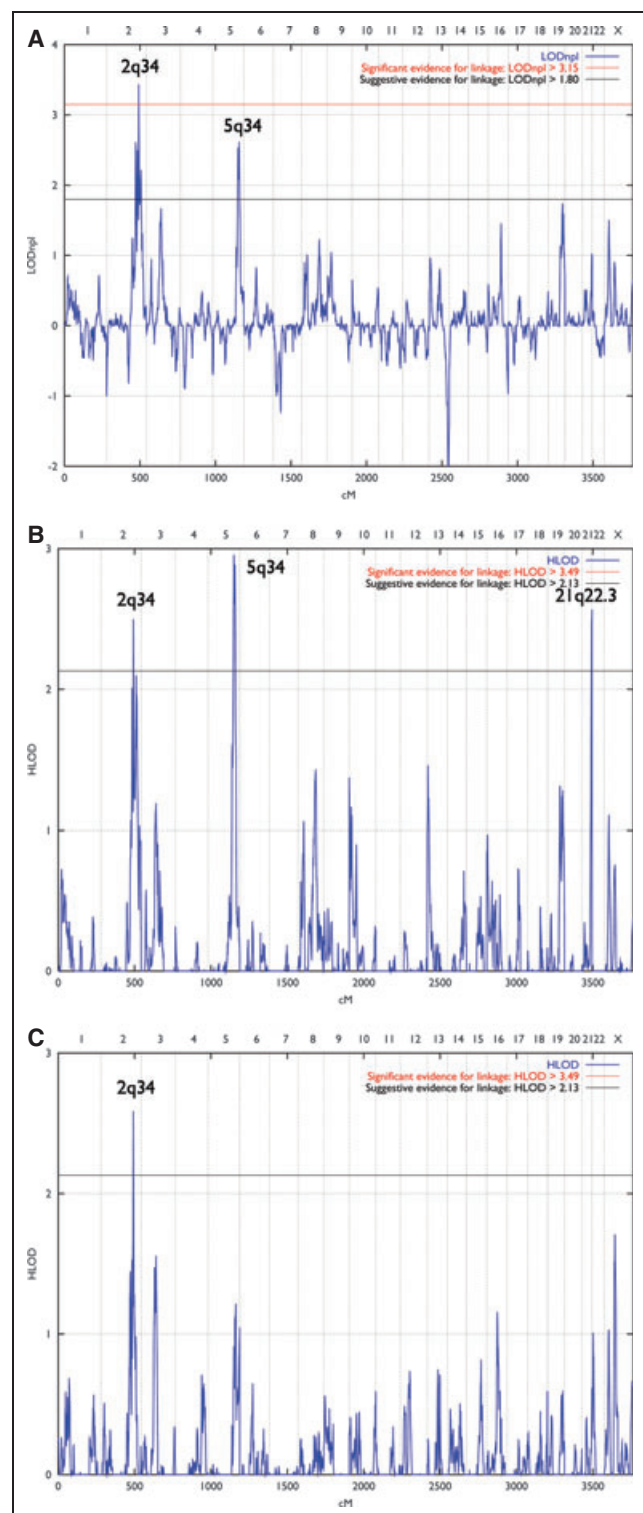 A
1 2 3 4 5 6 7 8 9 10 11 12 13 14 15 16 17 18 19 20 2122 X
2q34
5q34
LODnpl
Significant evidence for linkage: LODnpl > 3.15
Suggestive evidence for linkage: LODnpl > 1.80
4
3
2
1
0
-1
-2
LODnpl
0 500 1000 1500 2000 2500 3000 3500
cM
B
1 2 3 4 5 6 7 8 9 10 11 12 13 14 15 16 17 18 19 20 2122 X
2q34
5q34
21q22.3
HLOD
Significant evidence for linkage: HLOD > 3.49
Suggestive evidence for linkage: HLOD > 2.13
3
2
1
0
HLOD
0 500 1000 1500 2000 2500 3000 3500
cM
C
1 2 3 4 5 6 7 8 9 10 11 12 13 14 15 16 17 18 19 20 2122 X
2q34
HLOD
Significant evidence for linkage: HLOD > 3.49
Suggestive evidence for linkage: HLOD > 2.13
3
2
1
0
HLOD
0 500 1000 1500 2000 2500 3000 3500
cM